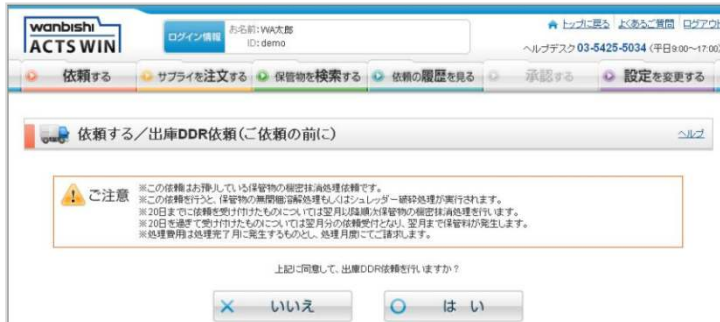 wanbishi
ACTS WIN
ログイン情報
お名前:WA太郎
ID:demo
トップに戻る よくあるご質問 ログアウ
ヘルプデスク 03-5425-5034 (平日9:00～17:00)
依頼する サプライを注文する 保管物を検索する 依頼の履歴を見る 承認する 設定を変更する
依頼する／出庫DDR依頼(ご依頼の前に)
ヘルプ
ご注意
※この依頼はお預りしている保管物の機密抹消処理依頼です。
※この依頼を行うと、保管物の無開梱溶解処理もしくはシュレッダー破砕処理が実行されます。
※20日までに依頼を受け付けたものについては翌月以降順次保管物の機密抹消処理を行います。
※20日を過ぎて受け付けたものについては翌月分の依頼受付となり、翌月まで保管料が発生します。
※処理費用は処理完了月に発生するものとし、処理月度にてご請求します。
上記に同意して、出庫DDR依頼を行いますか？
いいえ はい